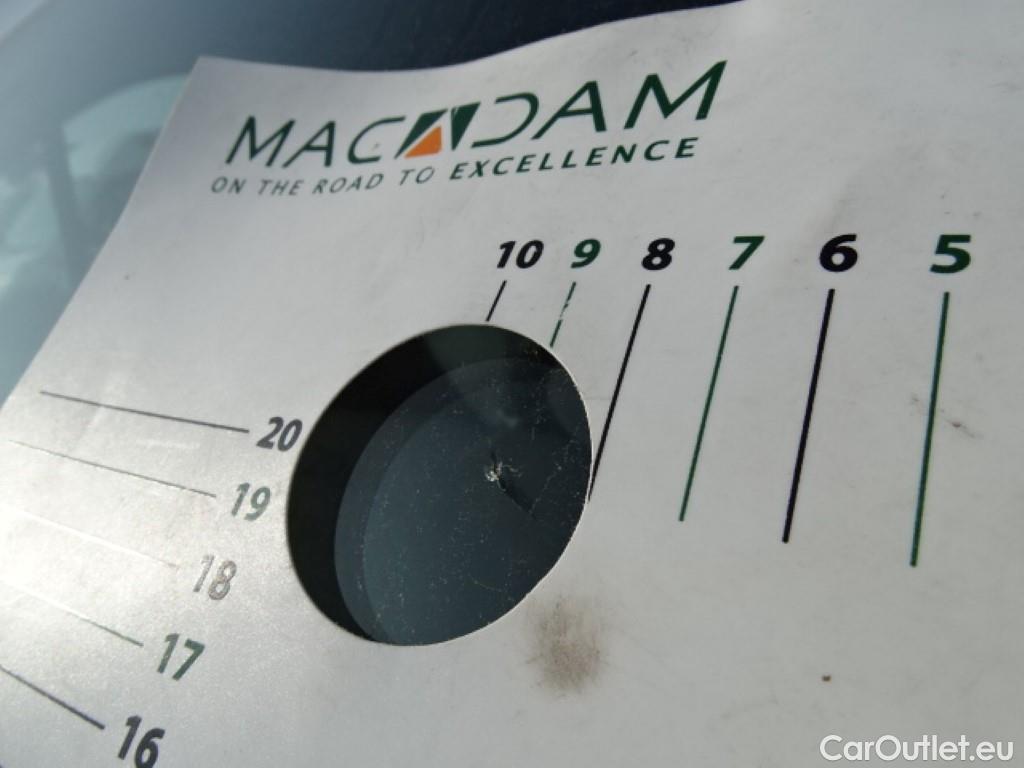 MACADAM
ON THE ROAD TO EXCELLENCE
10 9 8 7 6 5
20
19
18
17
16
CarOutlet.eu